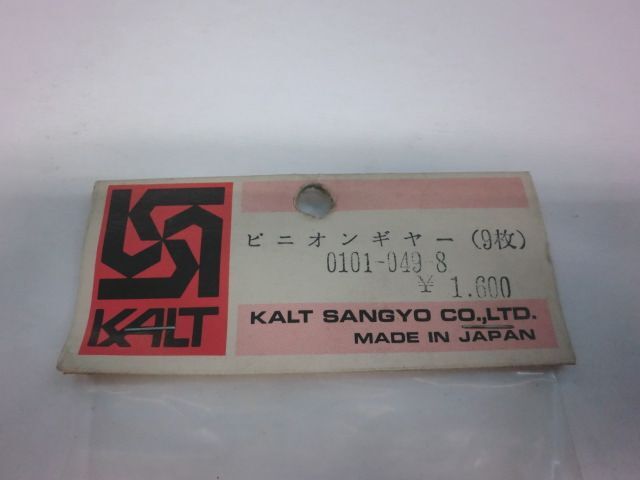 KALT
ピニオンギヤー(9枚)
0101-049-8
¥ 1.600
KALT SANGYO CO.,LTD.
MADE IN JAPAN